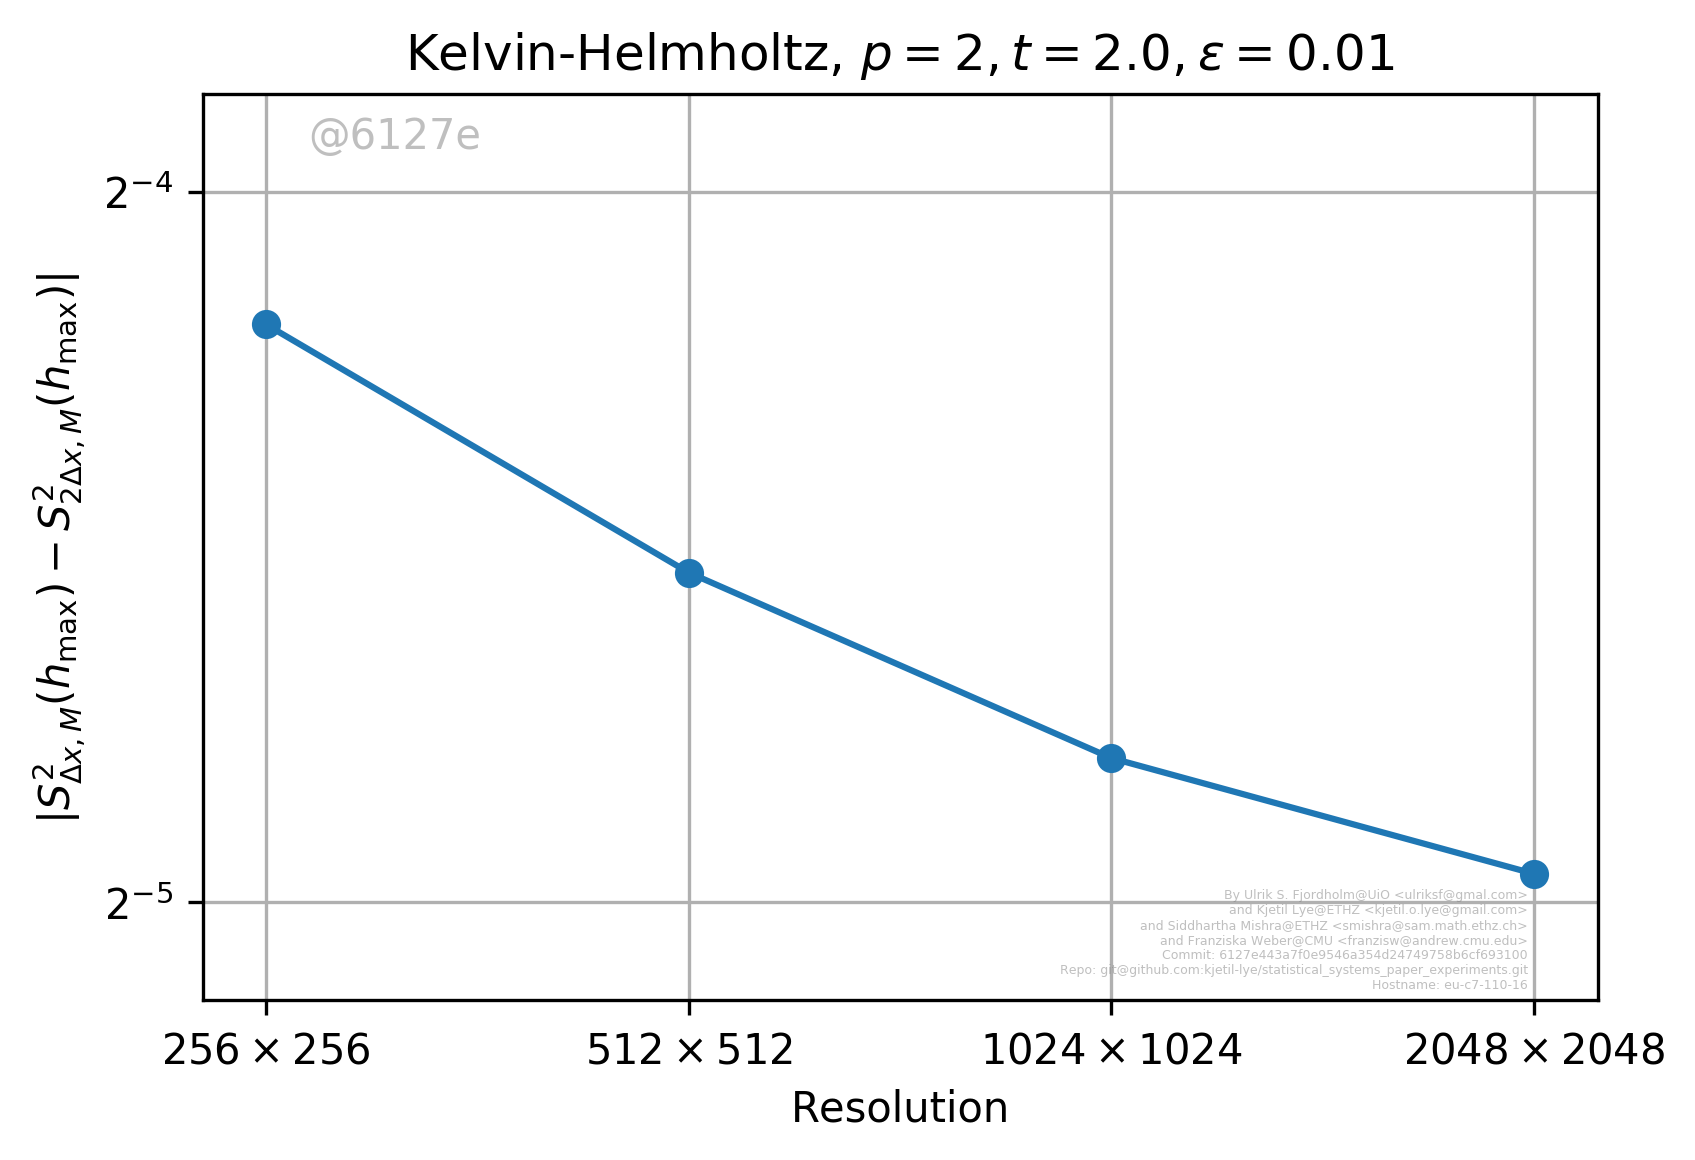 Kelvin-Helmholtz, p = 2, t = 2.0, ε = 0.01
@6127e
2⁻⁴
|S²_{Δx, M}(h_max) − S²_{2Δx, M}(h_max)|
2⁻⁵
By Ulrik S. Fjordholm@UiO <ulriksf@gmal.com>
and Kjetil Lye@ETHZ <kjetil.o.lye@gmail.com>
and Siddhartha Mishra@ETHZ <smishra@sam.math.ethz.ch>
and Franziska Weber@CMU <franzisw@andrew.cmu.edu>
Commit: 6127e443a7f0e9546a354d24749758b6cf693100
Repo: git@github.com:kjetil-lye/statistical_systems_paper_experiments.git
Hostname: eu-c7-110-16
256 × 256 512 × 512 1024 × 1024 2048 × 2048
Resolution